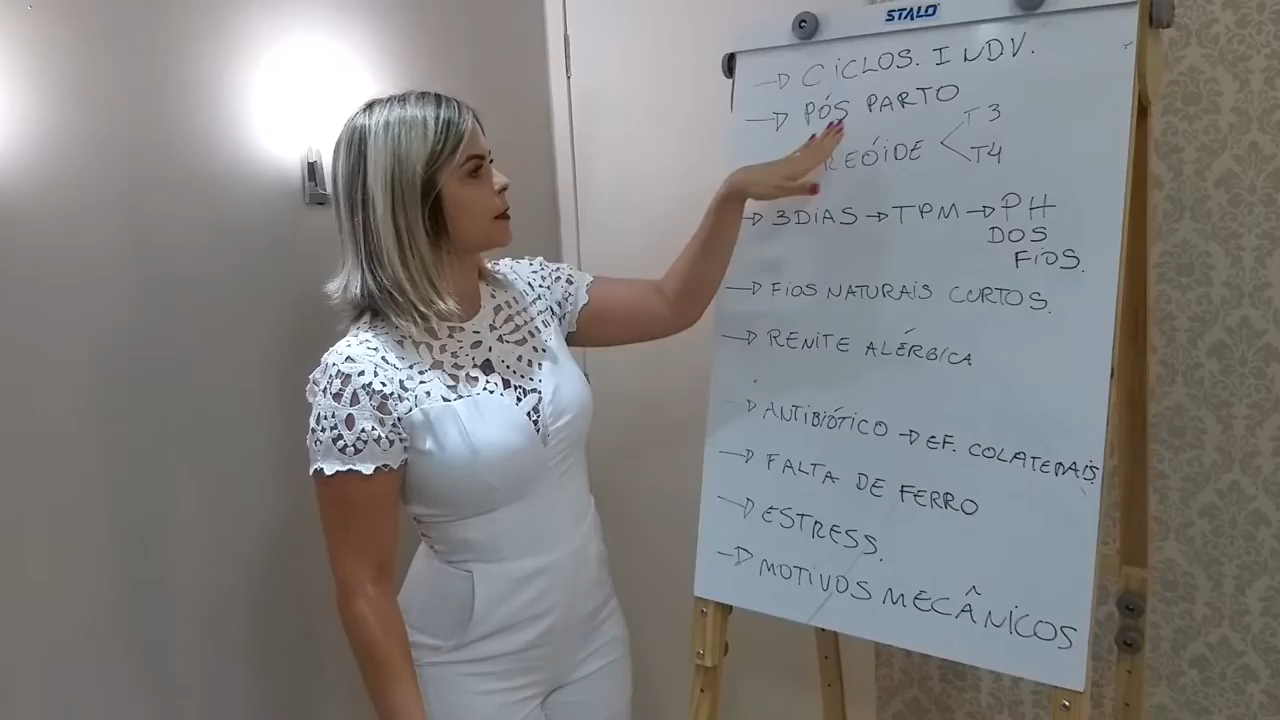 STALO
→ CICLOS. INDV.
→ PÓS PARTO
REÓIDE < T3 T4
→ 3 DIAS → TPM → PH
DOS
FIOS.
→ FIOS NATURAIS CURTOS.
→ RENITE ALÉRGICA
→ ANTIBIÓTICO → EF. COLATERAIS.
→ FALTA DE FERRO
→ ESTRESS.
→ MOTIVOS MECÂNICOS